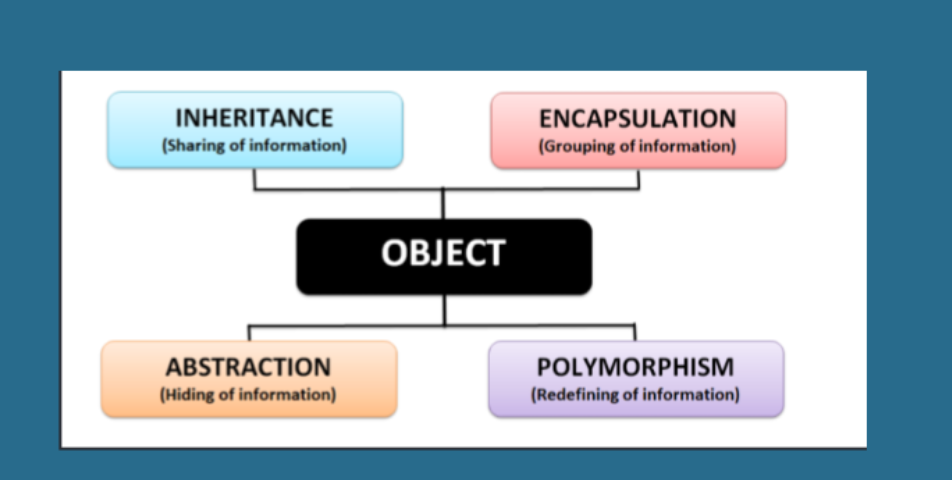 INHERITANCE
(Sharing of information)
ENCAPSULATION
(Grouping of information)
OBJECT
ABSTRACTION
(Hiding of information)
POLYMORPHISM
(Redefining of information)